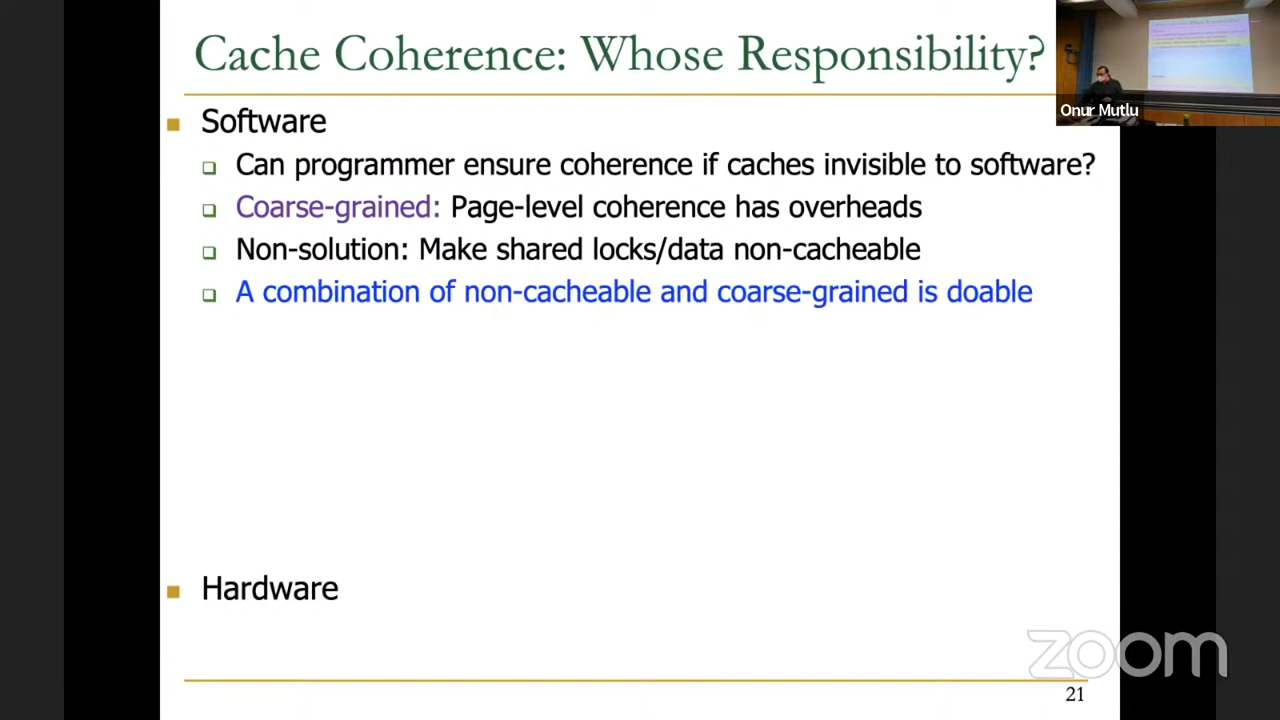 Cache Coherence: Whose Responsibility?
Onur Mutlu
Software
Can programmer ensure coherence if caches invisible to software?
Coarse-grained: Page-level coherence has overheads
Non-solution: Make shared locks/data non-cacheable
A combination of non-cacheable and coarse-grained is doable
Hardware
zoom
21